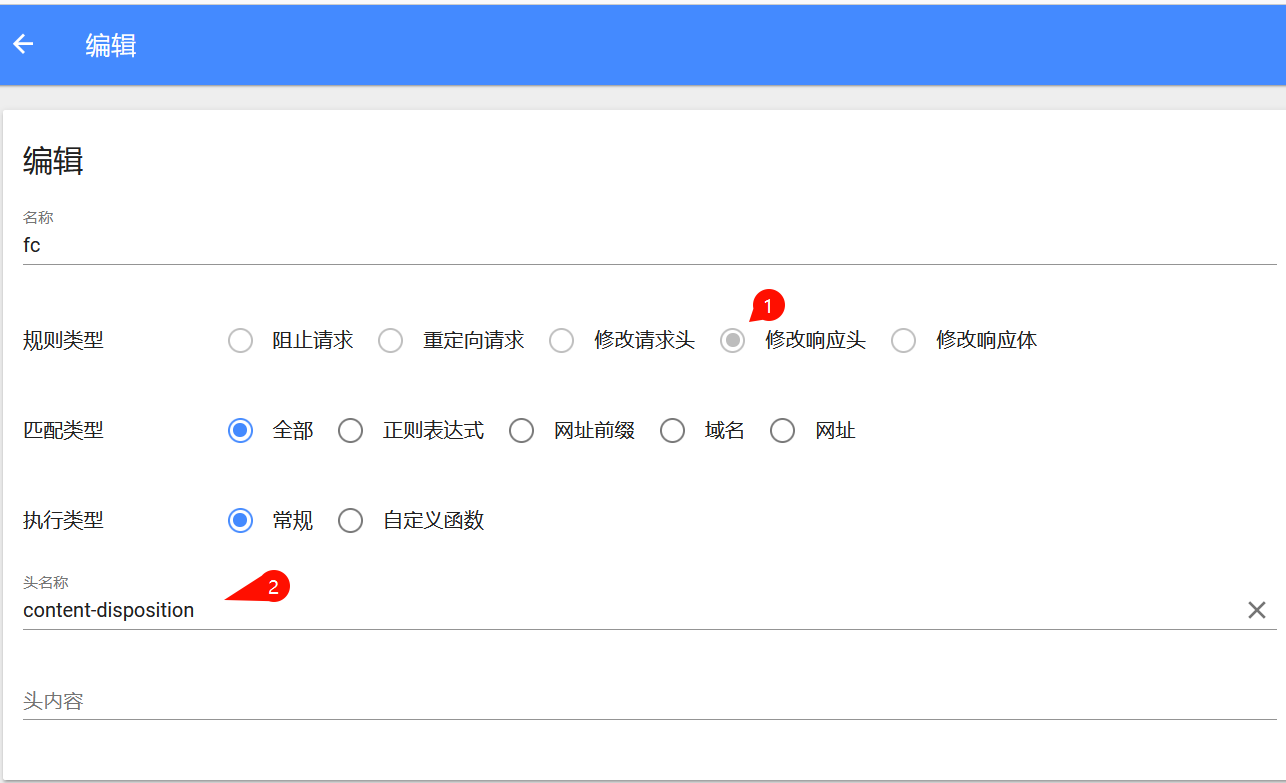 编辑
编辑
名称
fc
1
规则类型 阻止请求 重定向请求 修改请求头 修改响应头 修改响应体
匹配类型 全部 正则表达式 网址前缀 域名 网址
执行类型 常规 自定义函数
头名称
2
content-disposition
头内容